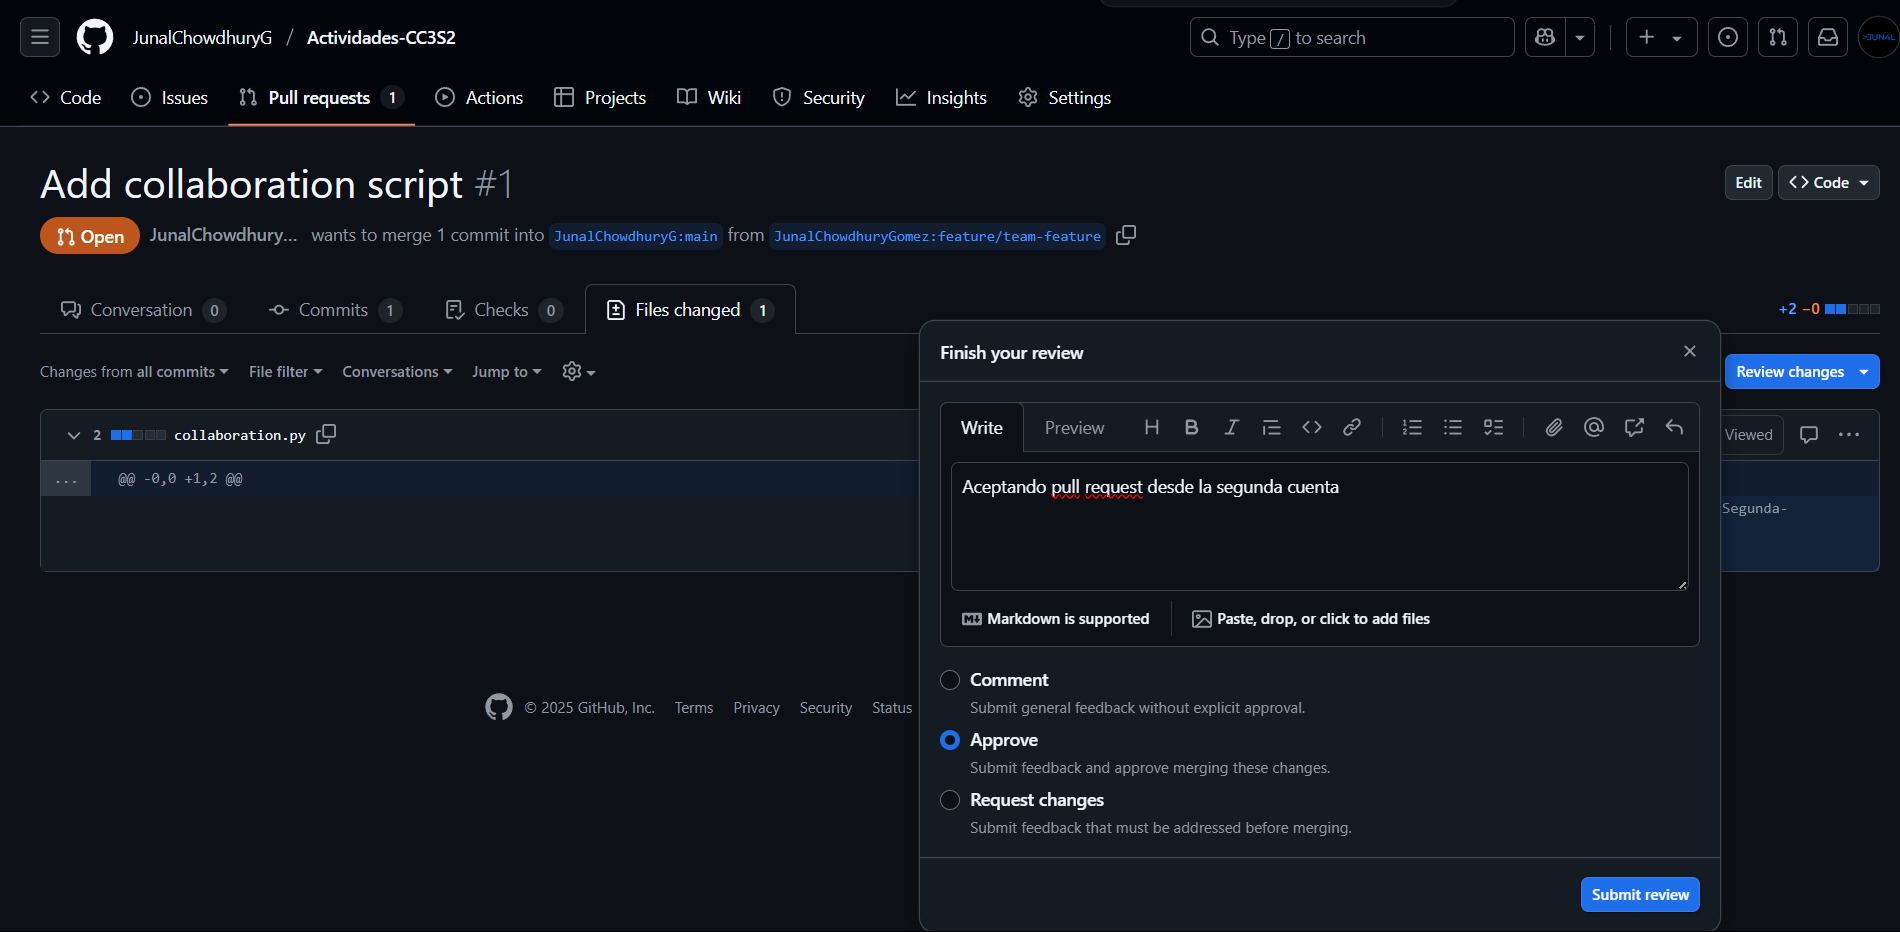 JunalChowdhuryG / Actividades-CC3S2
Type / to search
>JUN4L
Code Issues Pull requests 1 Actions Projects Wiki Security Insights Settings
Add collaboration script #1
Edit Code
Open JunalChowdhury... wants to merge 1 commit into JunalChowdhuryG:main from JunalChowdhuryGomez:feature/team-feature
Conversation 0 Commits 1 Checks 0 Files changed 1
+2 −0
Changes from all commits File filter Conversations Jump to
Review changes
Finish your review
2 collaboration.py
Viewed
... @@ -0,0 +1,2 @@
Segunda-
Write Preview
Aceptando pull request desde la segunda cuenta
Markdown is supported Paste, drop, or click to add files
Comment
Submit general feedback without explicit approval.
Approve
Submit feedback and approve merging these changes.
Request changes
Submit feedback that must be addressed before merging.
Submit review
© 2025 GitHub, Inc. Terms Privacy Security Status